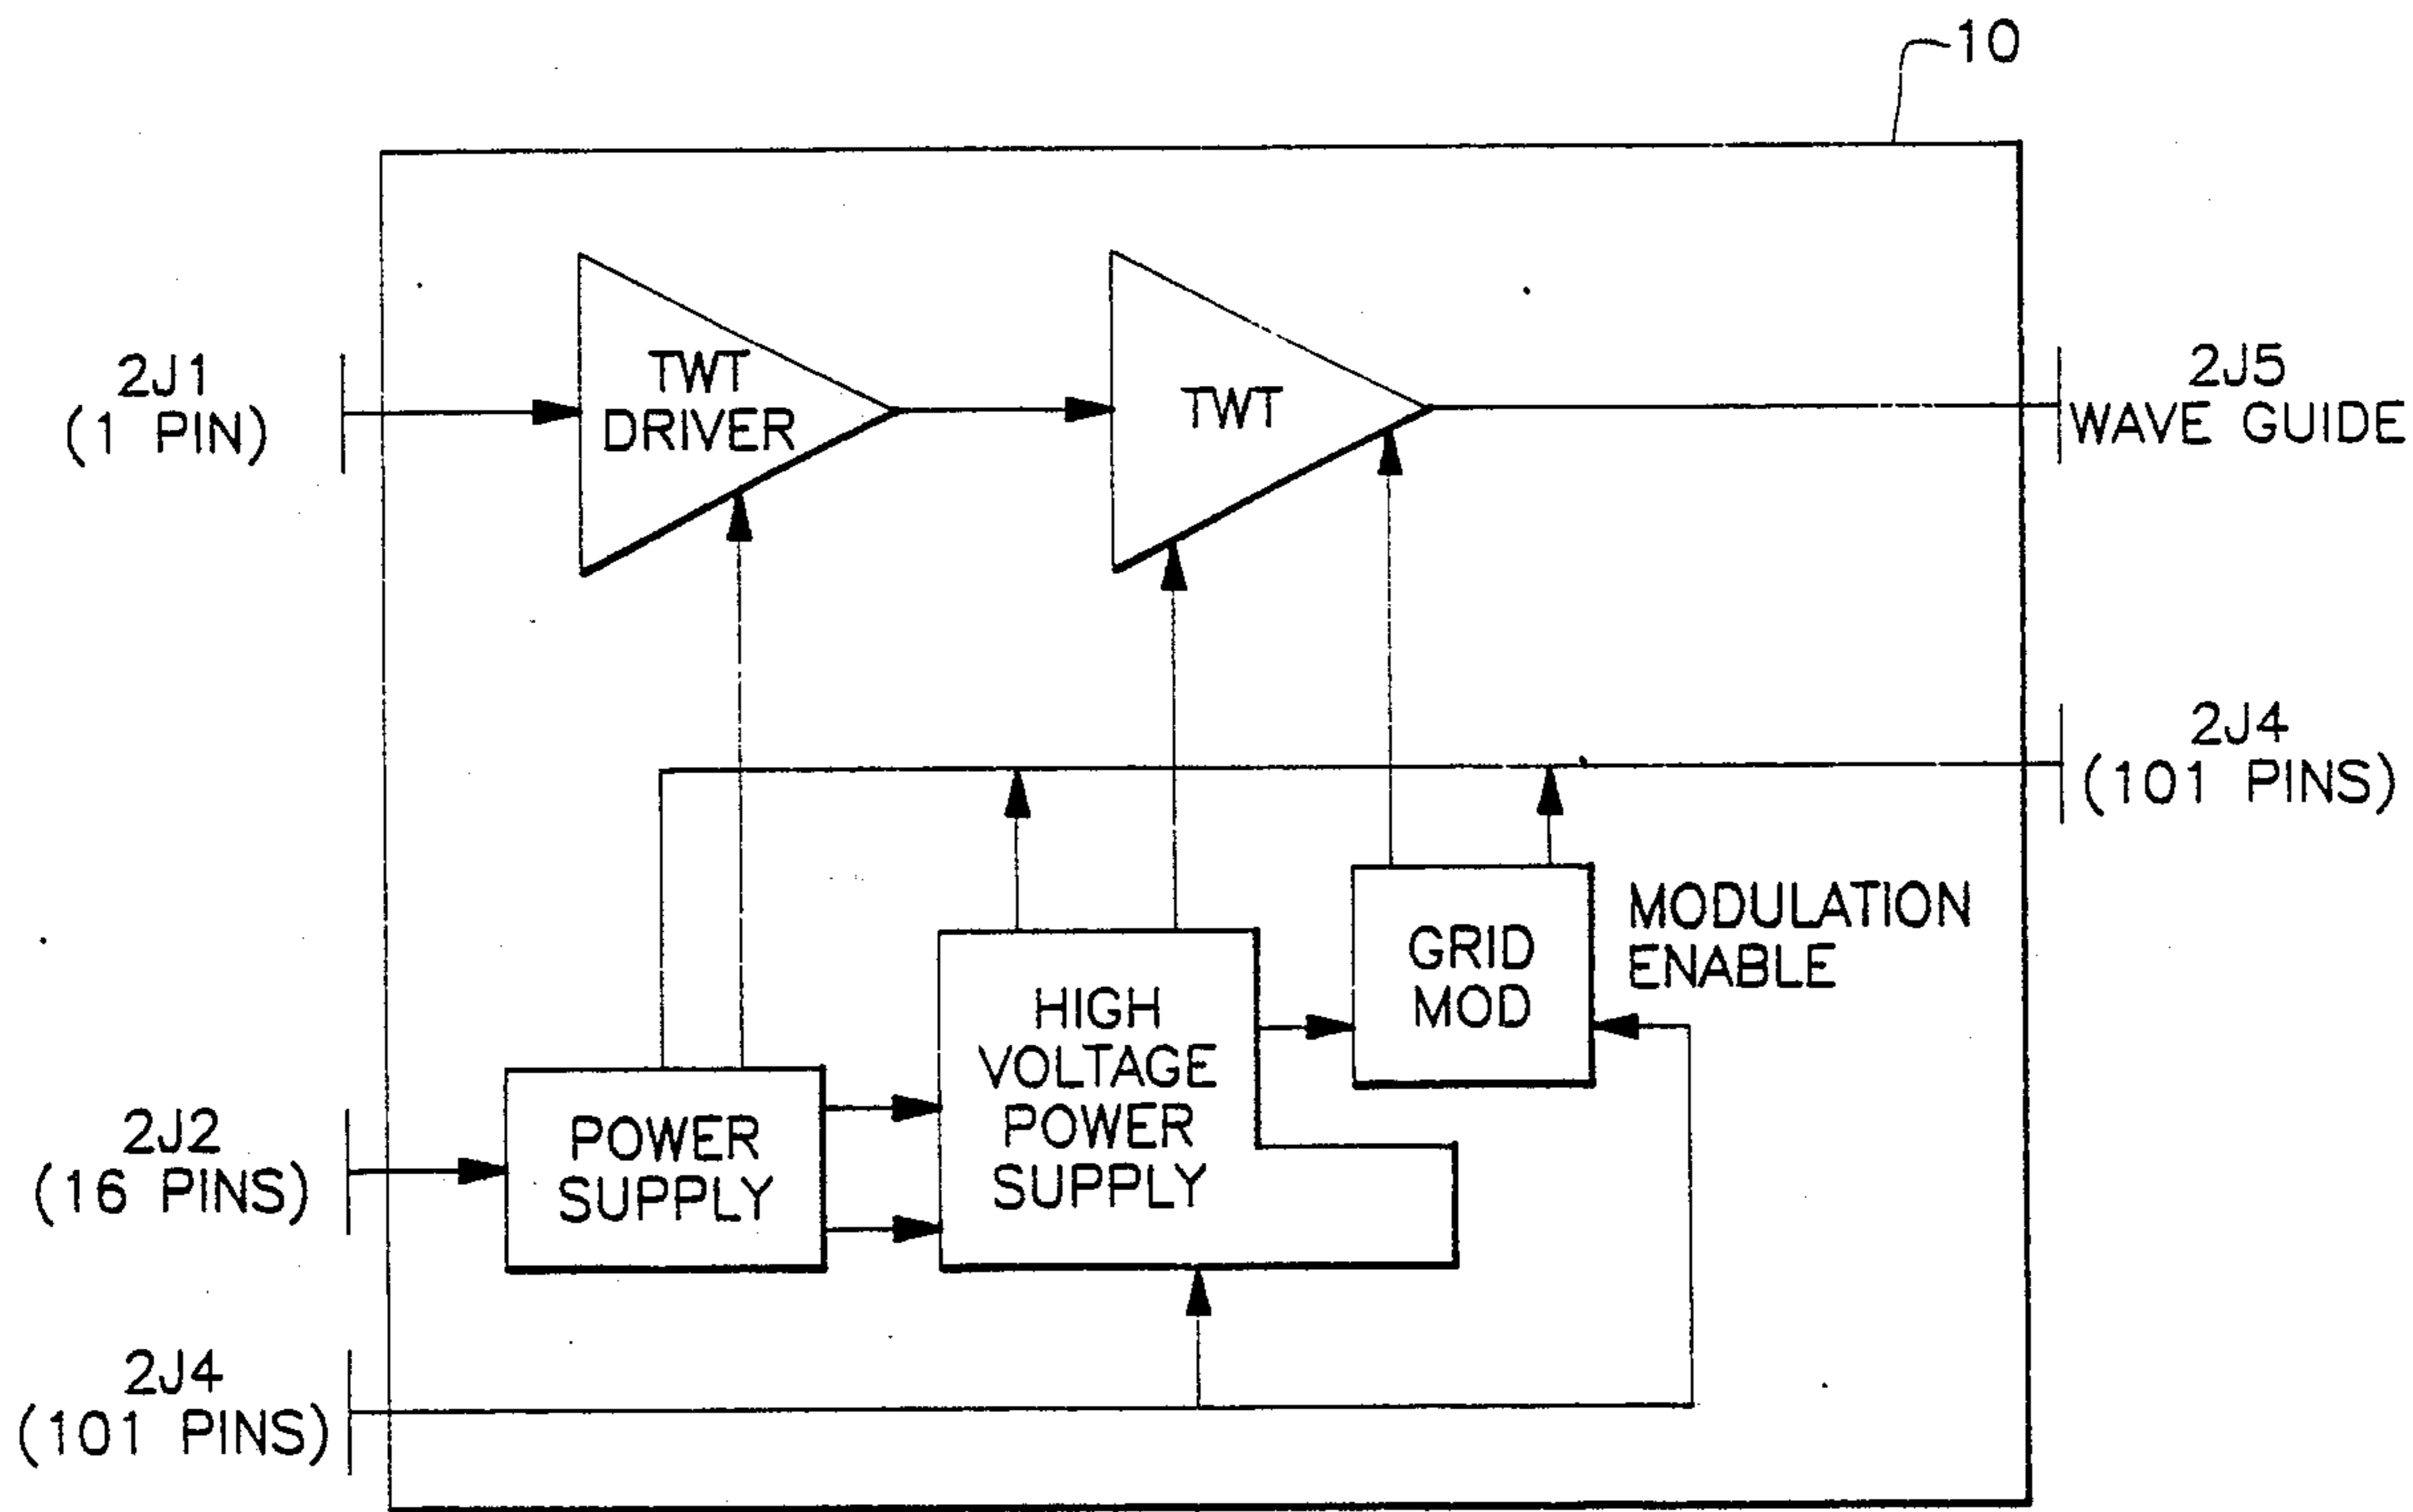 10
2J1
(1 PIN)
TWT
DRIVER
TWT
2J5
WAVE GUIDE
2J4
(101 PINS)
MODULATION
ENABLE
GRID
MOD
HIGH
VOLTAGE
POWER
SUPPLY
2J2
(16 PINS)
POWER
SUPPLY
2J4
(101 PINS)